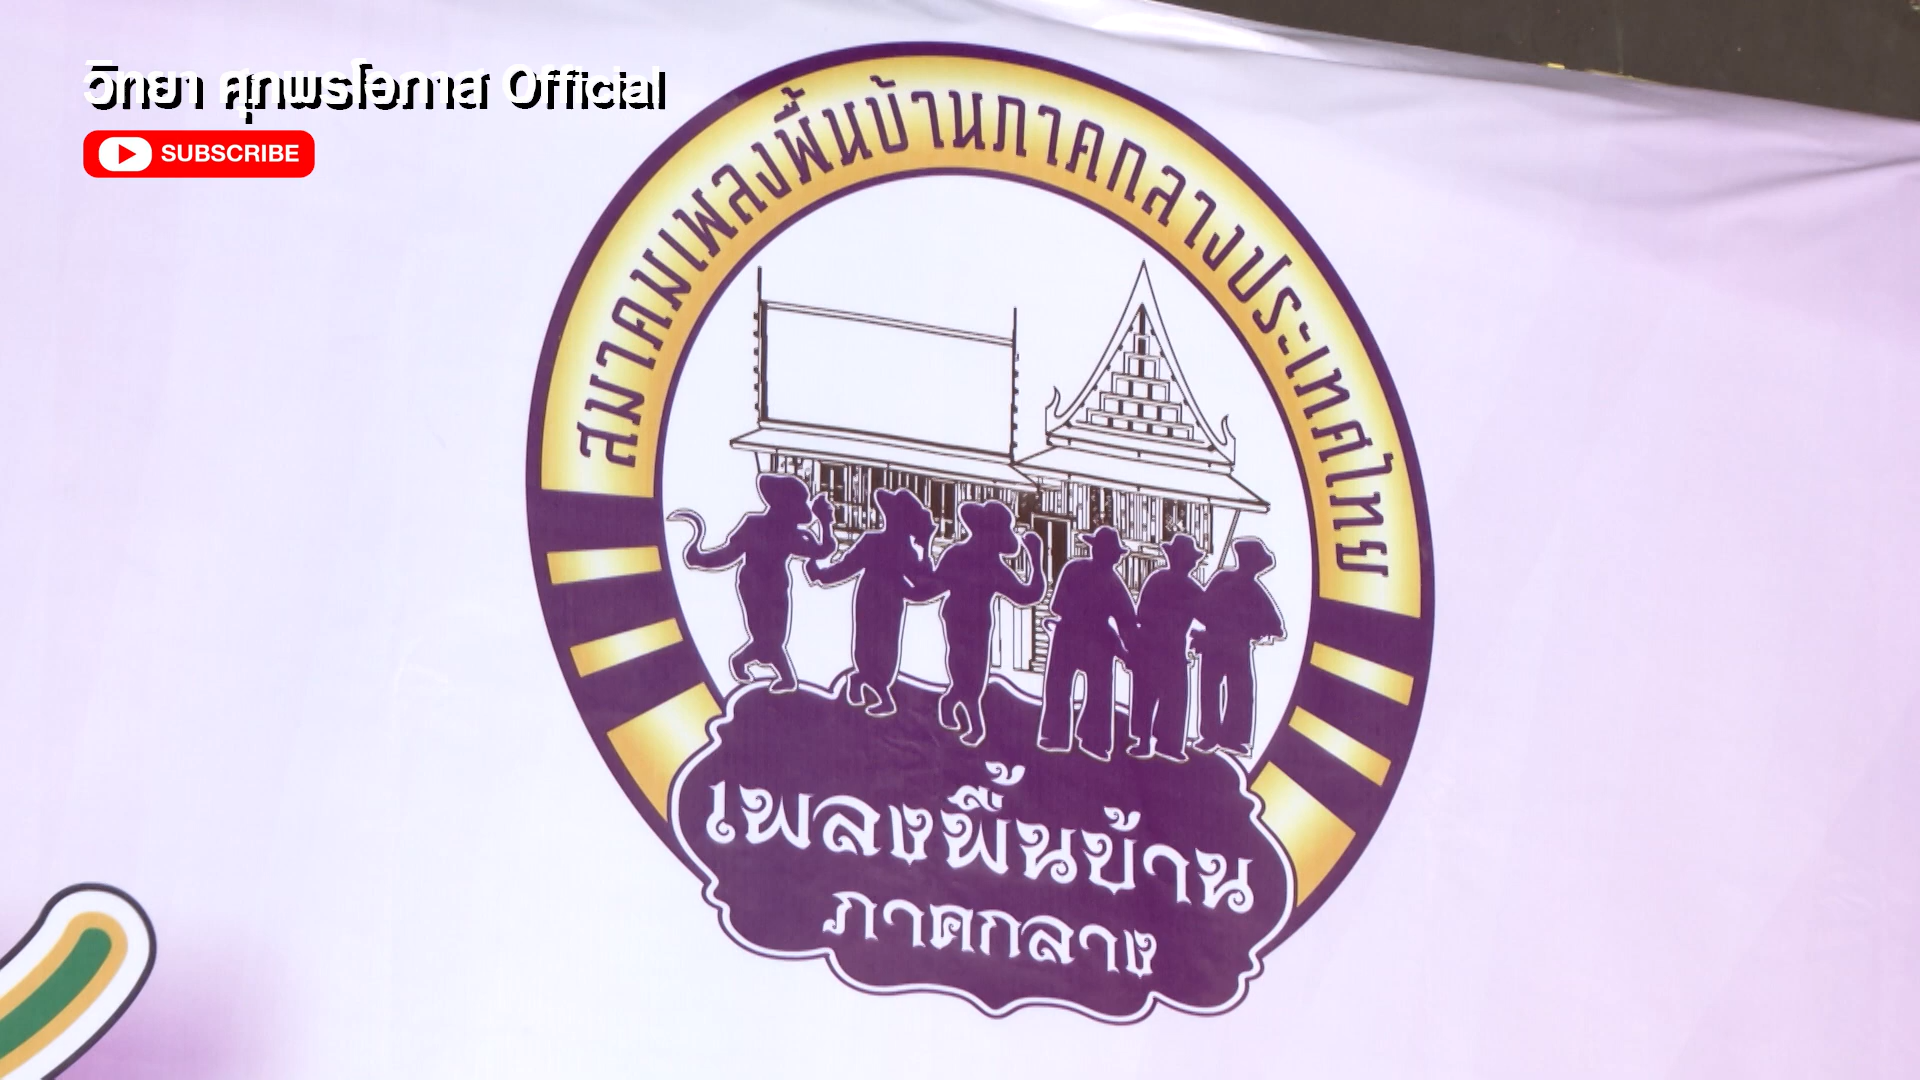 วิทยา ศุภพรโอภาส Official
SUBSCRIBE
สมาคมเพลงพื้นบ้านภาคกลางประเทศไทย
เพลงพื้นบ้าน
ภาคกลาง